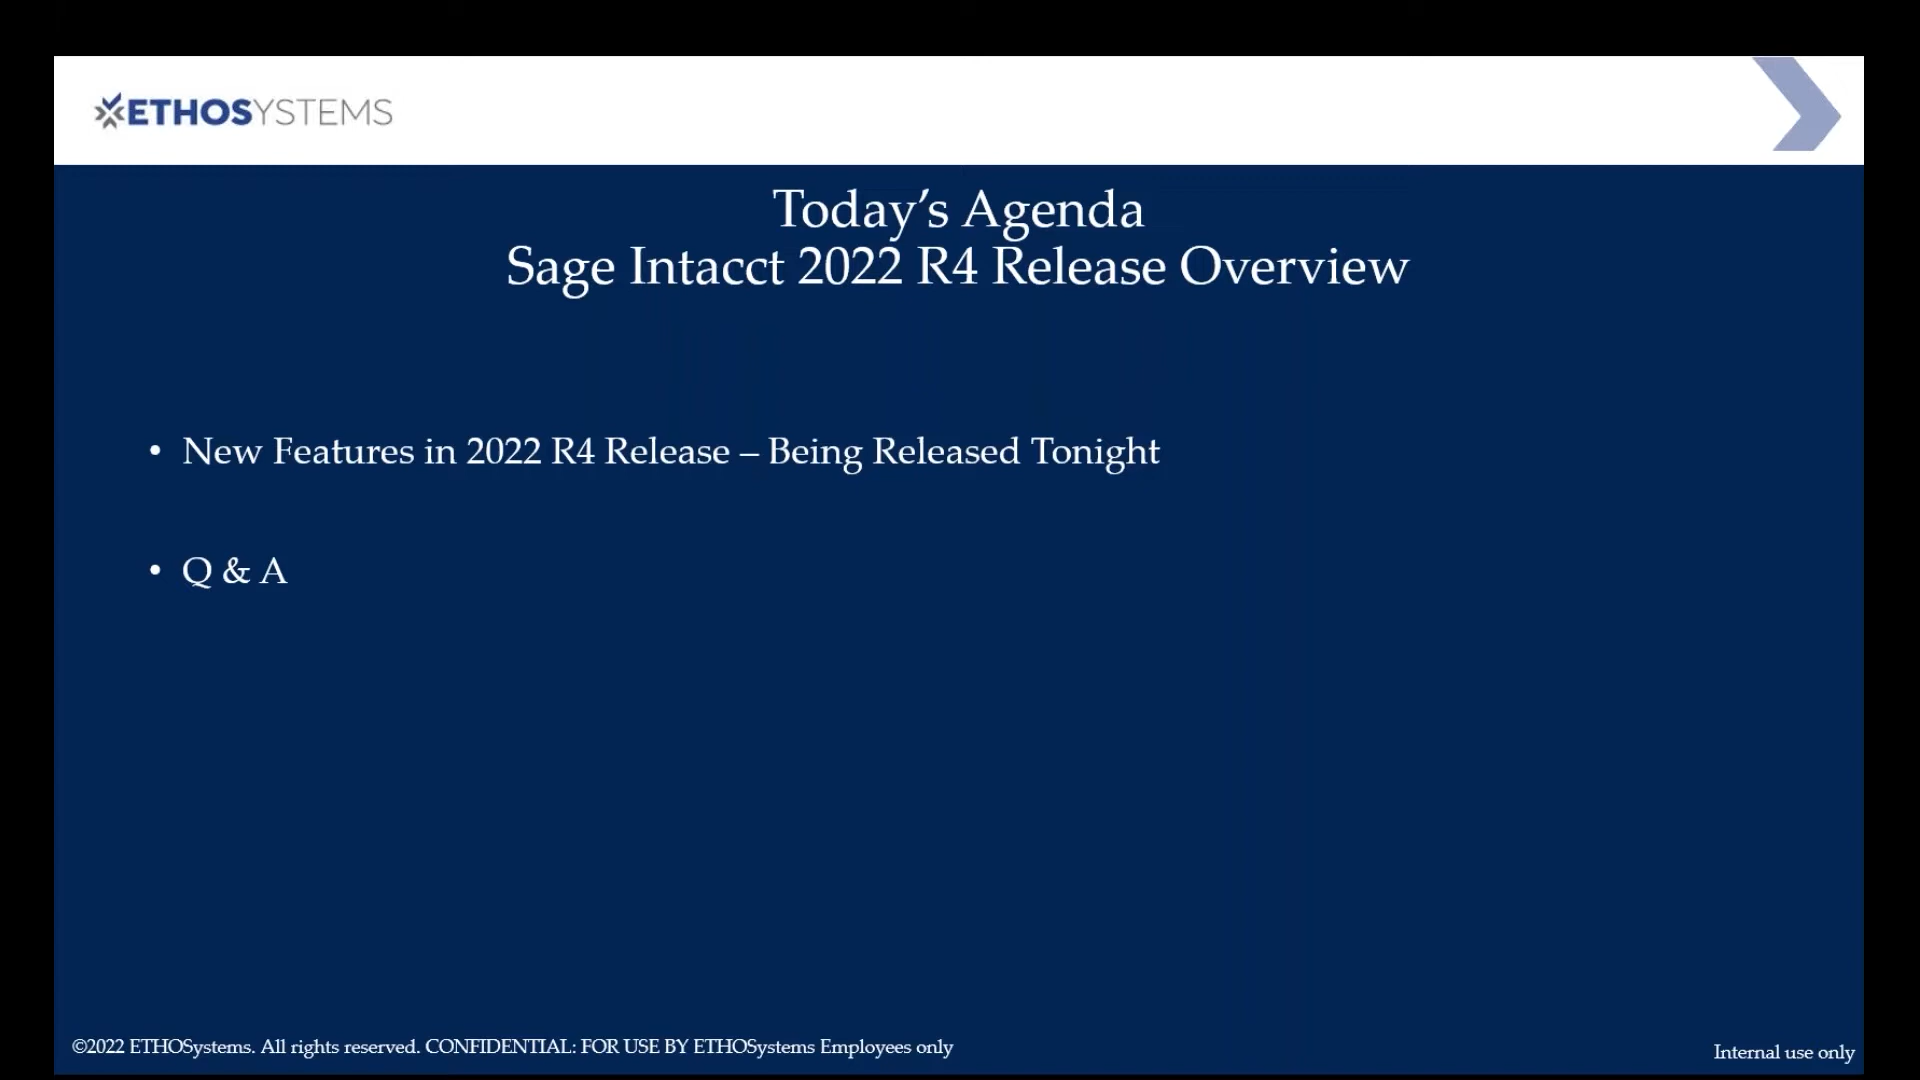 ETHOSYSTEMS
Today’s Agenda
Sage Intacct 2022 R4 Release Overview
• New Features in 2022 R4 Release – Being Released Tonight
• Q & A
©2022 ETHOSystems. All rights reserved. CONFIDENTIAL: FOR USE BY ETHOSystems Employees only
Internal use only